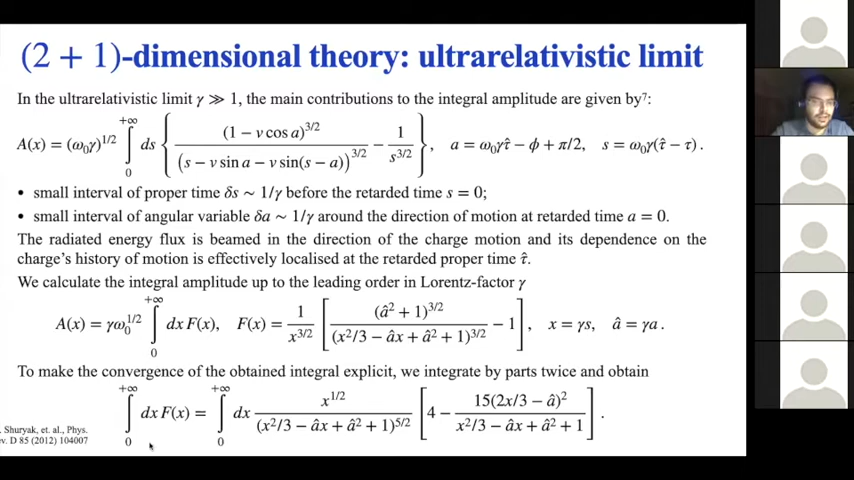 (2 + 1)-dimensional theory: ultrarelativistic limit
In the ultrarelativistic limit γ ≫ 1, the main contributions to the integral amplitude are given by⁷:
A(x) = (ω₀γ)^{1/2} ∫₀^{+∞} ds { (1 − v cos a)^{3/2} / (s − v sin a − v sin(s − a))^{3/2} − 1/s^{3/2} }, a = ω₀γτ̂ − ϕ + π/2, s = ω₀γ(τ̂ − τ) .
• small interval of proper time δs ~ 1/γ before the retarded time s = 0;
• small interval of angular variable δa ~ 1/γ around the direction of motion at retarded time a = 0.
The radiated energy flux is beamed in the direction of the charge motion and its dependence on the
charge's history of motion is effectively localised at the retarded proper time τ̂.
We calculate the integral amplitude up to the leading order in Lorentz-factor γ
A(x) = γω₀^{1/2} ∫₀^{+∞} dx F(x), F(x) = 1/x^{3/2} [ (â² + 1)^{3/2} / (x²/3 − âx + â² + 1)^{3/2} − 1 ], x = γs, â = γa .
To make the convergence of the obtained integral explicit, we integrate by parts twice and obtain
∫₀^{+∞} dx F(x) = ∫₀^{+∞} dx x^{1/2} / (x²/3 − âx + â² + 1)^{5/2} [ 4 − 15(2x/3 − â)² / (x²/3 − âx + â² + 1) ] .
. Shuryak, et. al., Phys.
ev. D 85 (2012) 104007